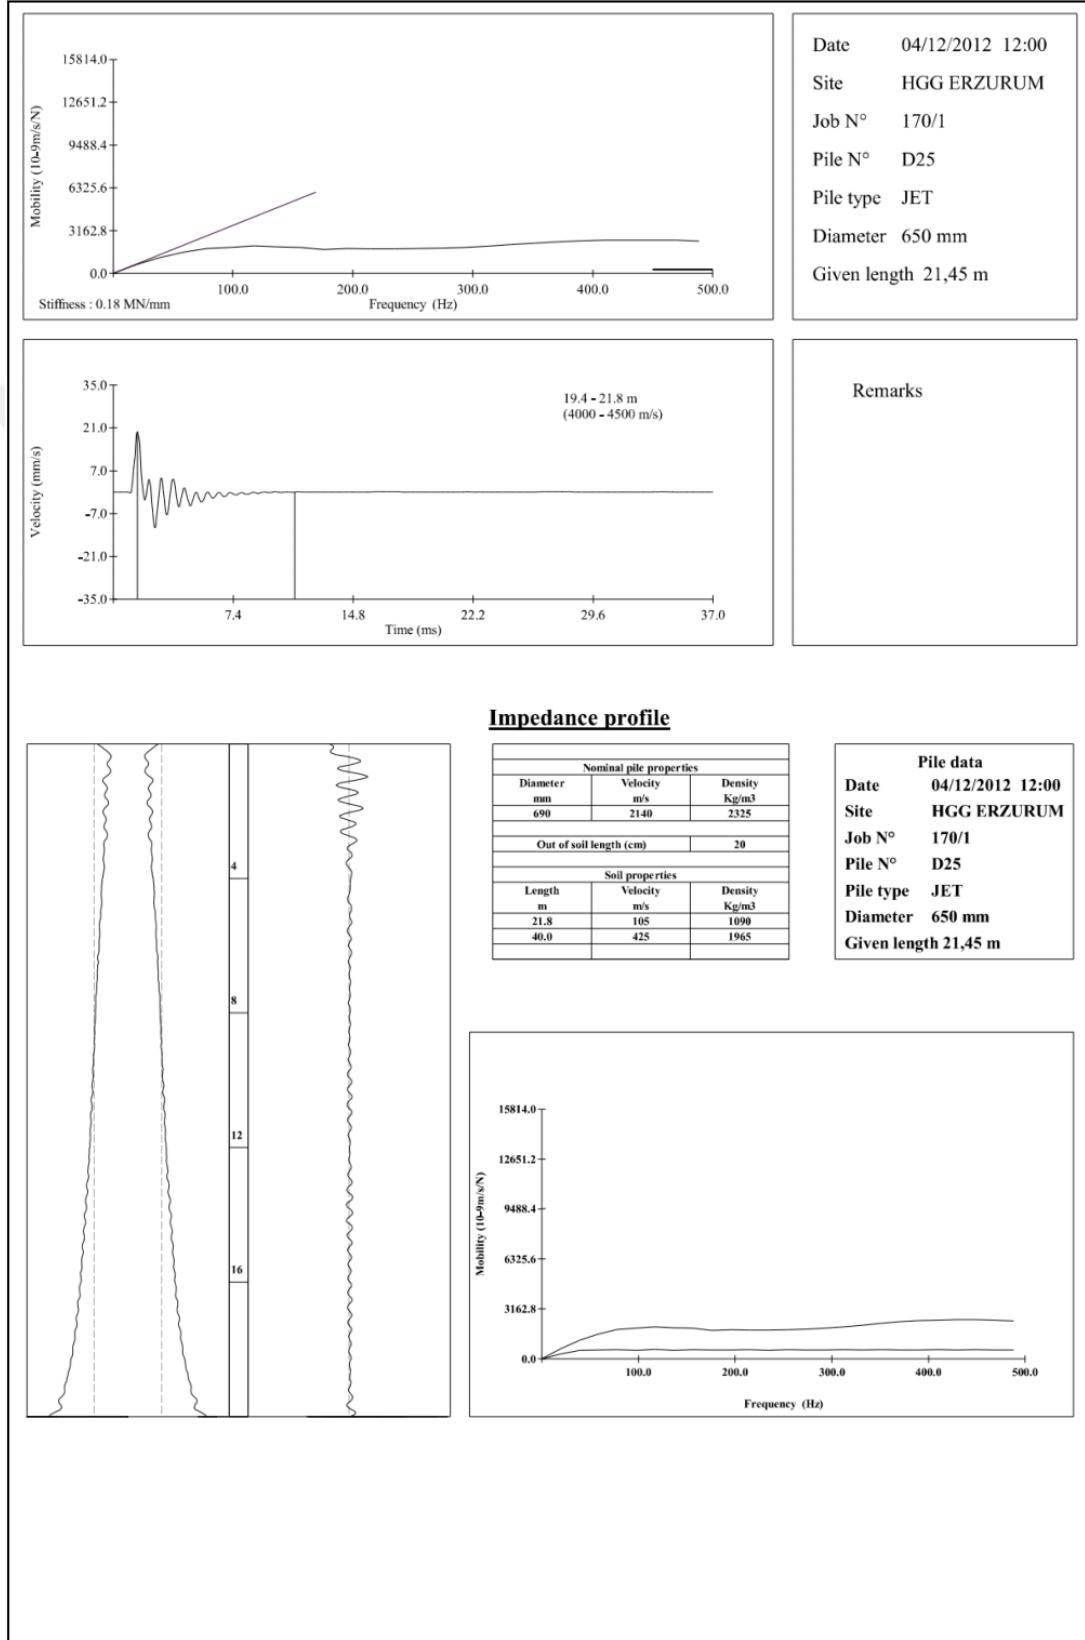 15814.0
12651.2
9488.4
6325.6
3162.8
0.0
Mobility (10-9m/s/N)
100.0 200.0 300.0 400.0 500.0
Stiffness : 0.18 MN/mm
Frequency (Hz)
Date 04/12/2012 12:00
Site HGG ERZURUM
Job N° 170/1
Pile N° D25
Pile type JET
Diameter 650 mm
Given length 21,45 m
35.0
21.0
7.0
-7.0
-21.0
-35.0
Velocity (mm/s)
19.4 - 21.8 m
(4000 - 4500 m/s)
7.4 14.8 22.2 29.6 37.0
Time (ms)
Remarks
Impedance profile
4
8
12
16
Nominal pile properties
Diameter Velocity Density
mm m/s Kg/m3
690 2140 2325
Out of soil length (cm) 20
Soil properties
Length Velocity Density
m m/s Kg/m3
21.8 105 1090
40.0 425 1965
Pile data
Date 04/12/2012 12:00
Site HGG ERZURUM
Job N° 170/1
Pile N° D25
Pile type JET
Diameter 650 mm
Given length 21,45 m
15814.0
12651.2
9488.4
6325.6
3162.8
0.0
Mobility (10-9m/s/N)
100.0 200.0 300.0 400.0 500.0
Frequency (Hz)